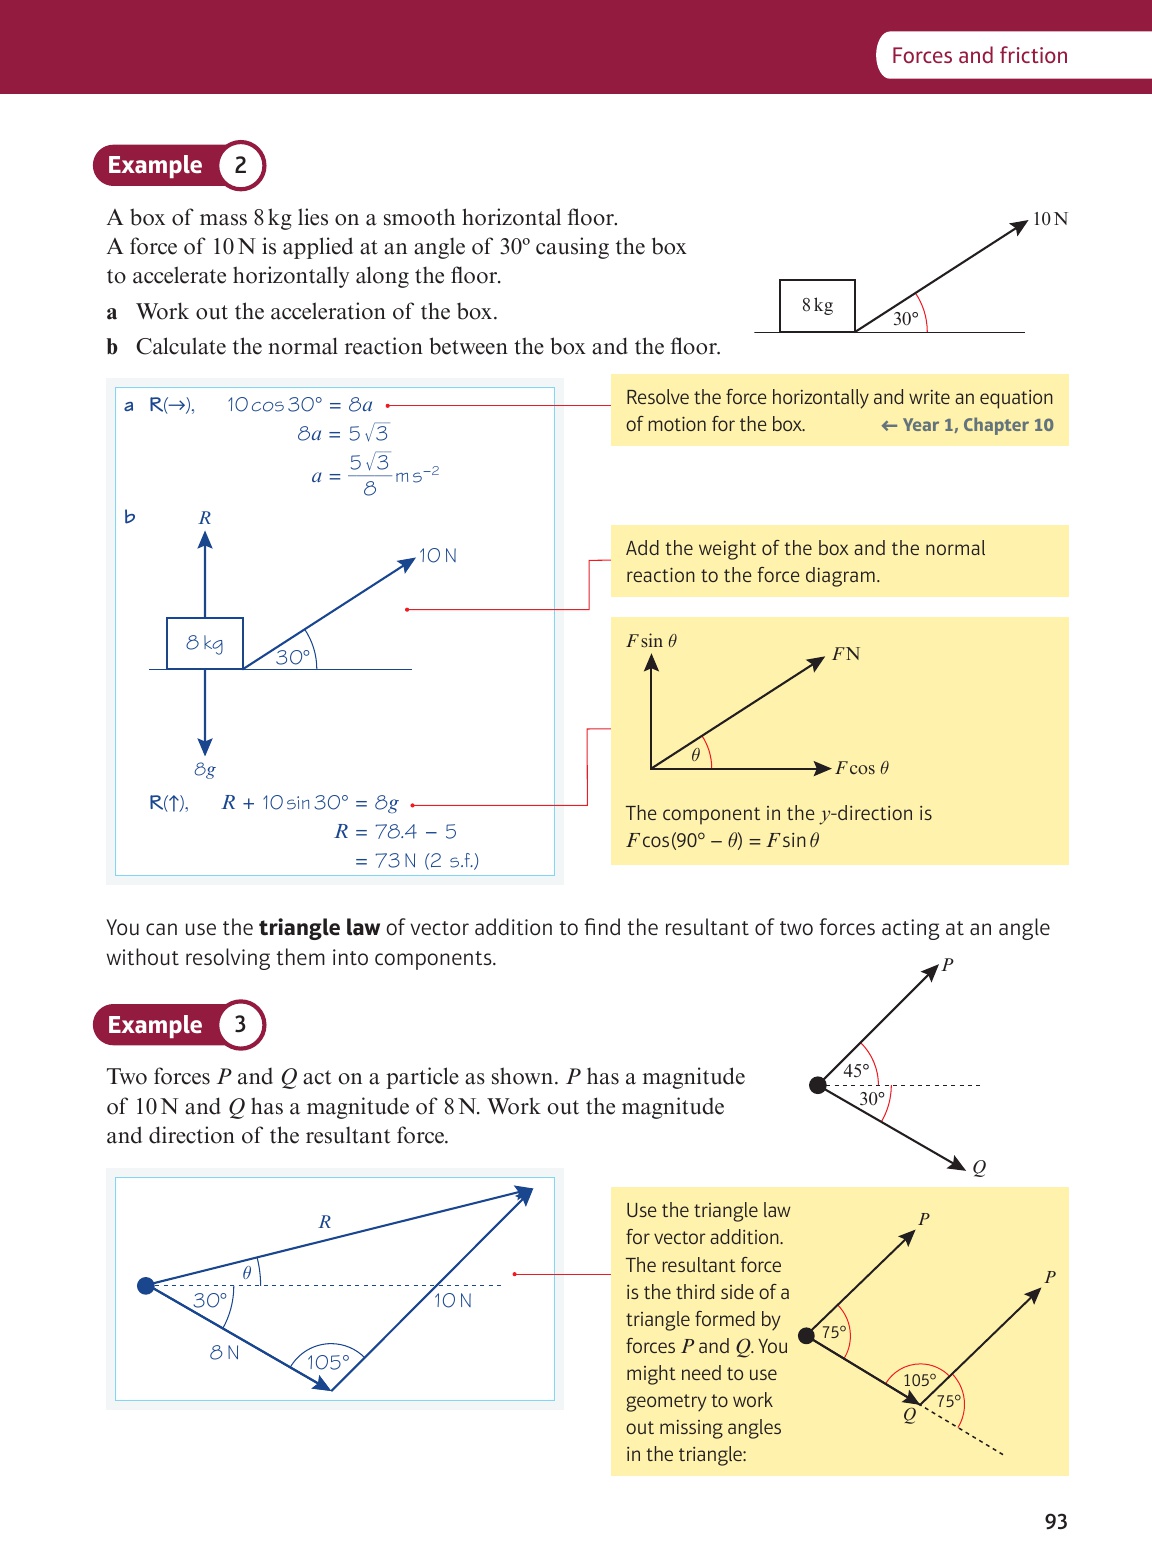 Forces and friction
Example 2
A box of mass 8 kg lies on a smooth horizontal floor.
A force of 10 N is applied at an angle of 30° causing the box
to accelerate horizontally along the floor.
a Work out the acceleration of the box.
b Calculate the normal reaction between the box and the floor.
10 N
8 kg
30°
a R(→), 10 cos 30° = 8a
8a = 5√3
a = 5√3/8 m s⁻²
Resolve the force horizontally and write an equation
of motion for the box. ← Year 1, Chapter 10
b
R
10 N
8 kg
30°
8g
Add the weight of the box and the normal
reaction to the force diagram.
F sin θ
F N
θ
F cos θ
The component in the y-direction is
F cos(90° − θ) = F sin θ
R(↑), R + 10 sin 30° = 8g
R = 78.4 − 5
= 73 N (2 s.f.)
You can use the triangle law of vector addition to find the resultant of two forces acting at an angle
without resolving them into components.
Example 3
Two forces P and Q act on a particle as shown. P has a magnitude
of 10 N and Q has a magnitude of 8 N. Work out the magnitude
and direction of the resultant force.
P
45°
30°
Q
R
θ
30°
10 N
8 N
105°
Use the triangle law
for vector addition.
The resultant force
is the third side of a
triangle formed by
forces P and Q. You
might need to use
geometry to work
out missing angles
in the triangle:
P
P
75°
105°
75°
Q
93